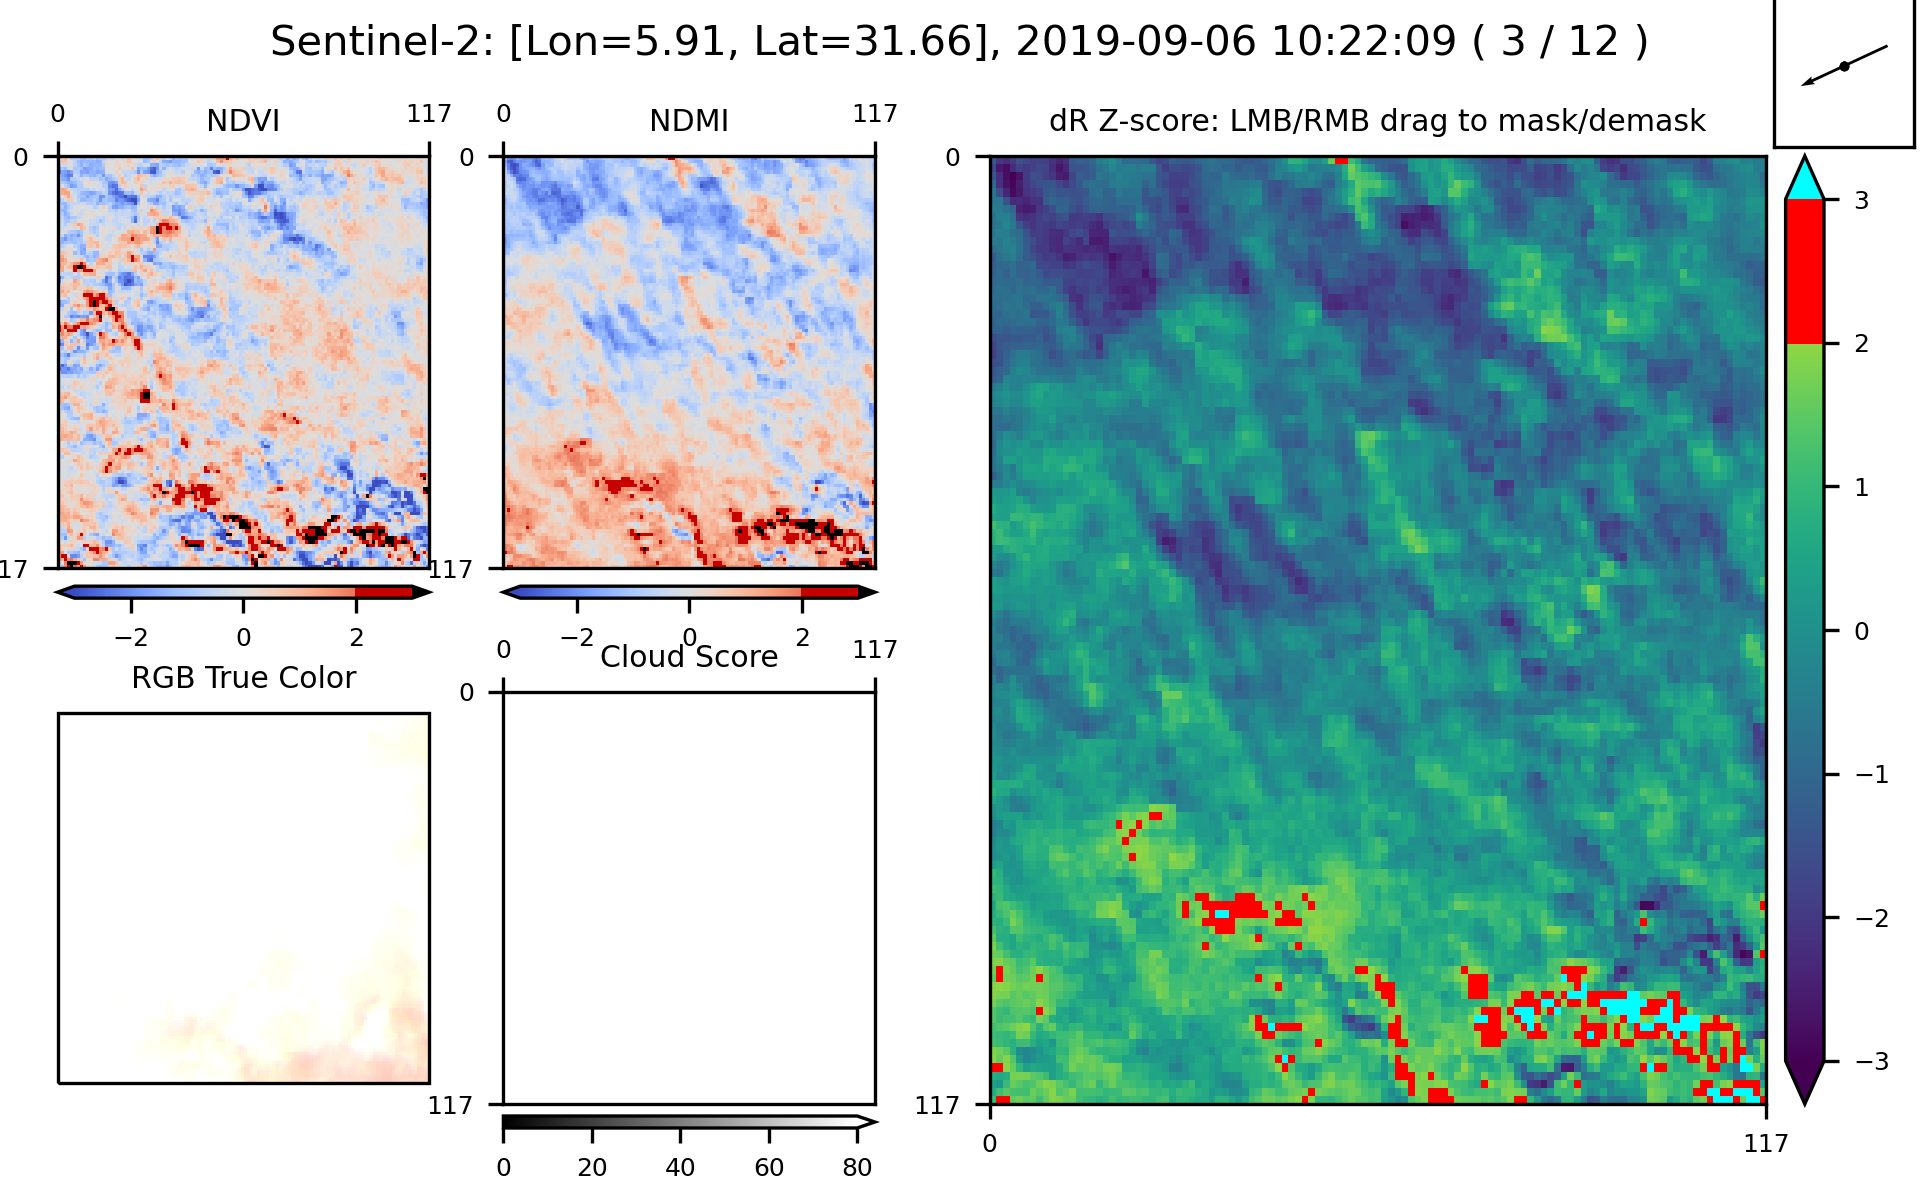 Sentinel-2: [Lon=5.91, Lat=31.66], 2019-09-06 10:22:09 ( 3 / 12 )
0 117 0 117
NDVI NDMI dR Z-score: LMB/RMB drag to mask/demask
0 0 0
3
2
1
0
−1
−2
−3
17 117
−2 0 2 −2 0 2
0 117
RGB True Color Cloud Score
0
117 117
0 117
0 20 40 60 80